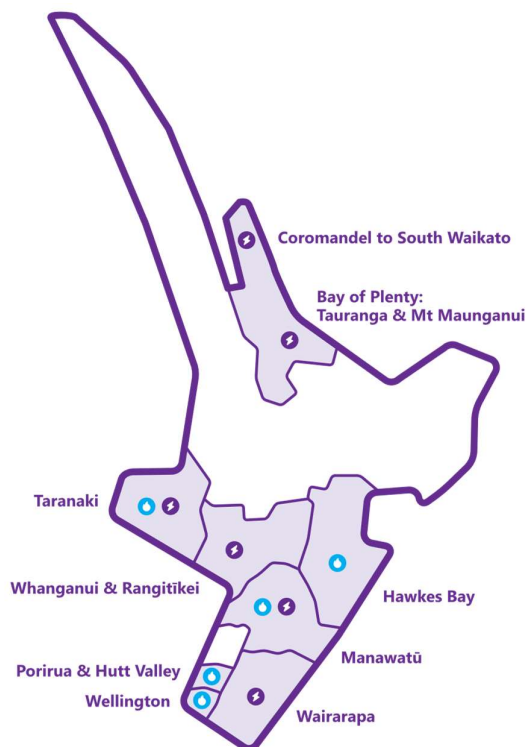 Coromandel to South Waikato
Bay of Plenty:
Tauranga & Mt Maunganui
Taranaki
Whanganui & Rangitīkei
Hawkes Bay
Manawatū
Porirua & Hutt Valley
Wellington
Wairarapa